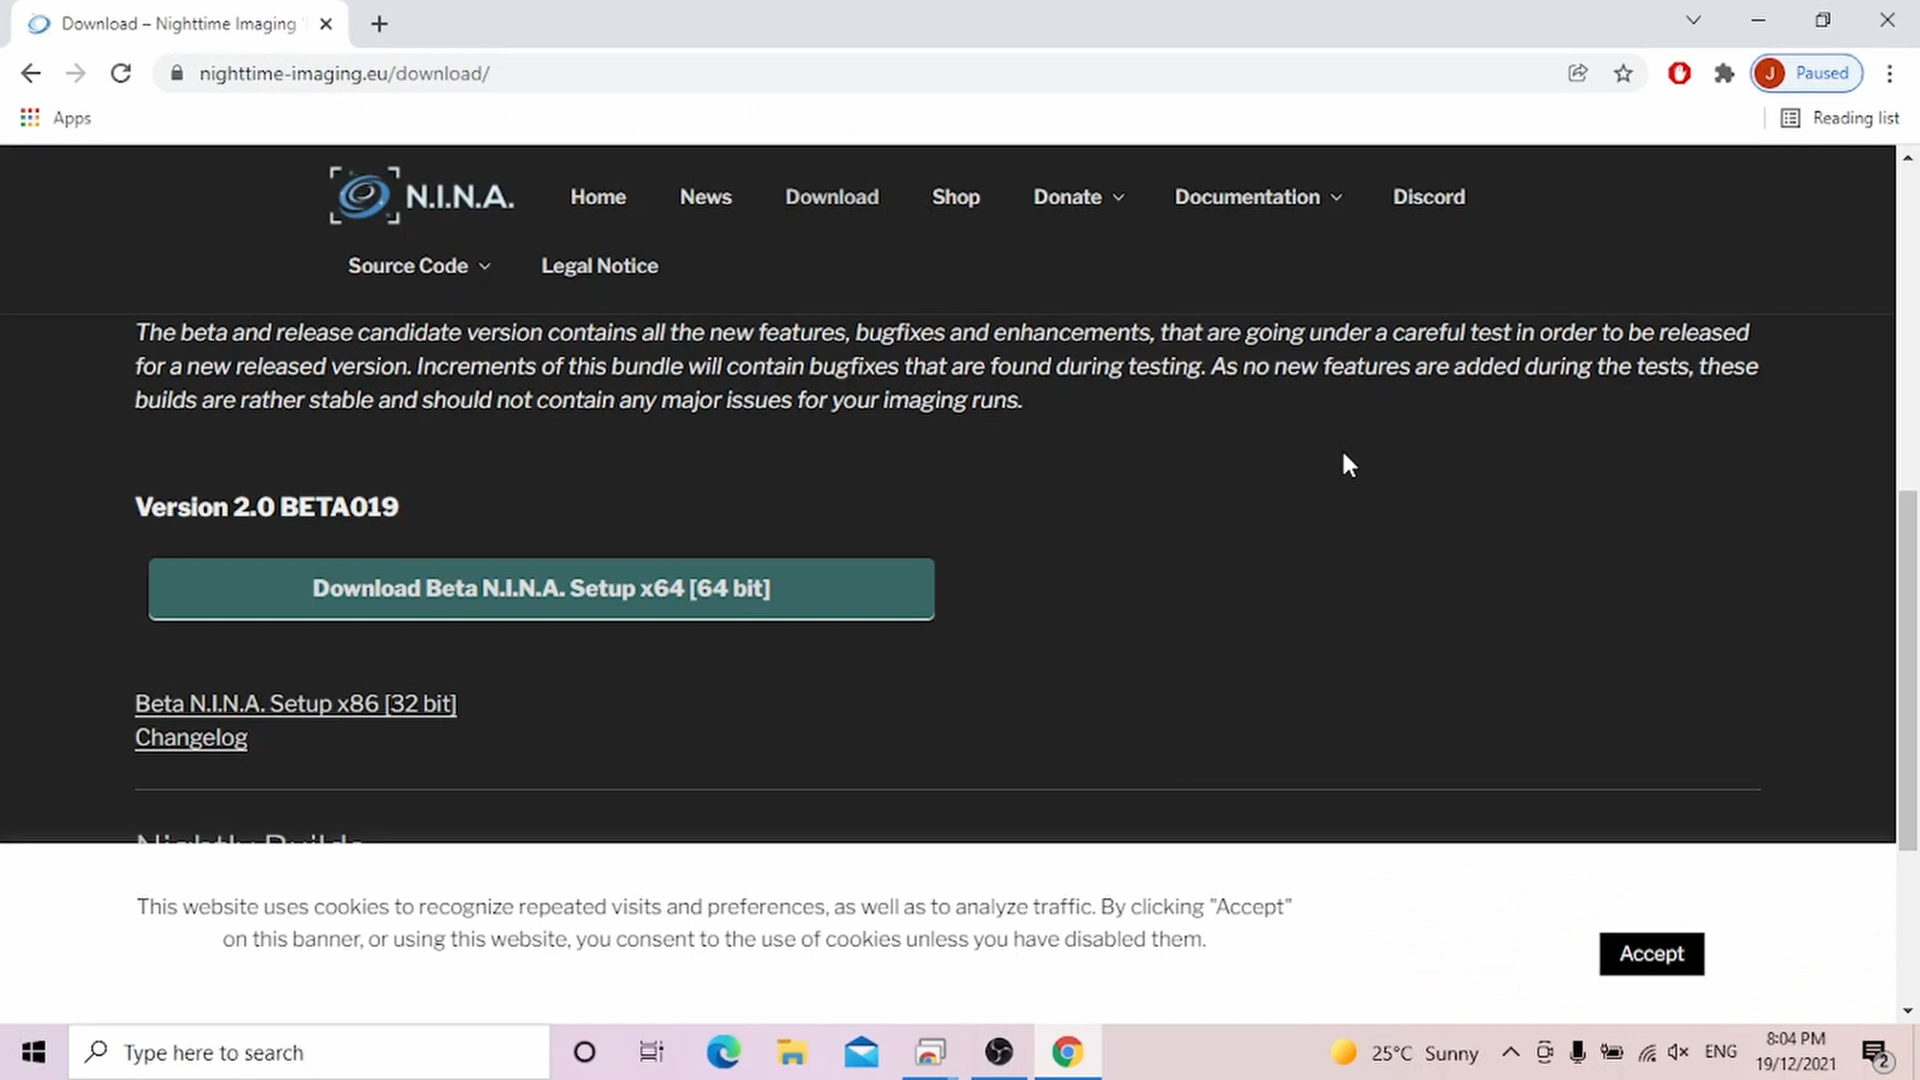 Download – Nighttime Imaging '
nighttime-imaging.eu/download/
J Paused
Apps
Reading list
N.I.N.A. Home News Download Shop Donate Documentation Discord
Source Code Legal Notice
The beta and release candidate version contains all the new features, bugfixes and enhancements, that are going under a careful test in order to be released
for a new released version. Increments of this bundle will contain bugfixes that are found during testing. As no new features are added during the tests, these
builds are rather stable and should not contain any major issues for your imaging runs.
Version 2.0 BETA019
Download Beta N.I.N.A. Setup x64 [64 bit]
Beta N.I.N.A. Setup x86 [32 bit]
Changelog
Nightly Builds
This website uses cookies to recognize repeated visits and preferences, as well as to analyze traffic. By clicking "Accept"
on this banner, or using this website, you consent to the use of cookies unless you have disabled them.
Accept
Type here to search
25°C Sunny
ENG
8:04 PM
19/12/2021
2